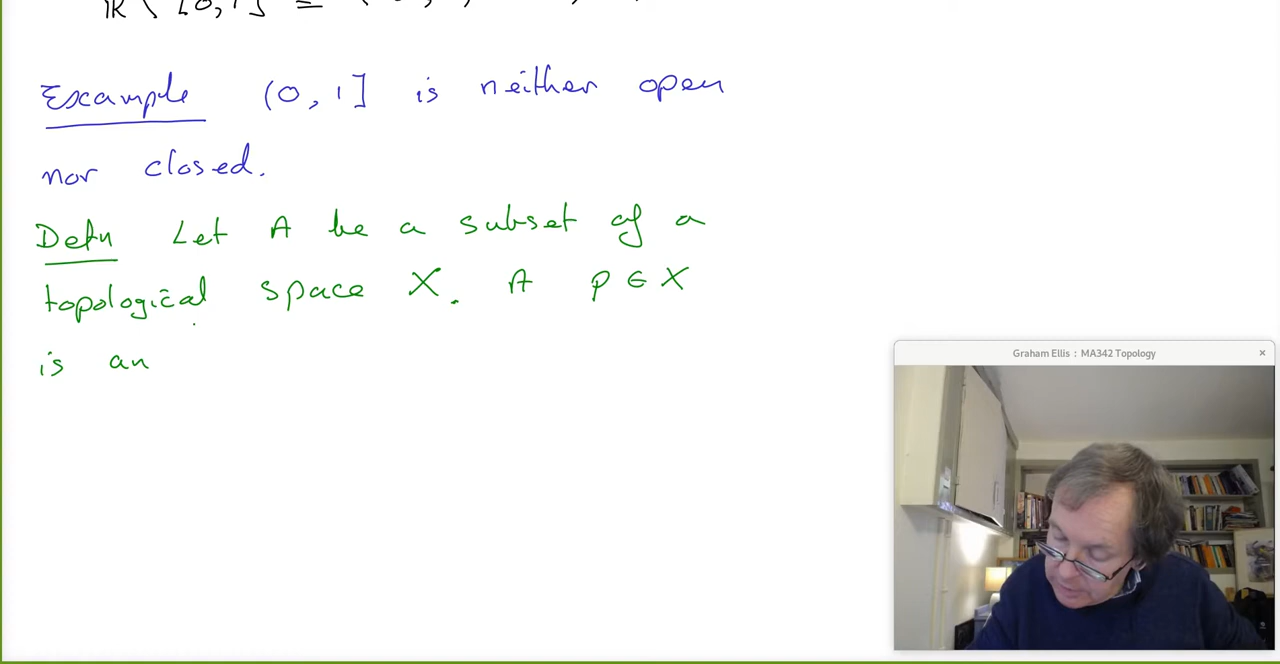 Example (0, 1] is neither open
nor closed.
Defn Let A be a subset of a
topological space X. A p ∈ X
is an
Graham Ellis : MA342 Topology